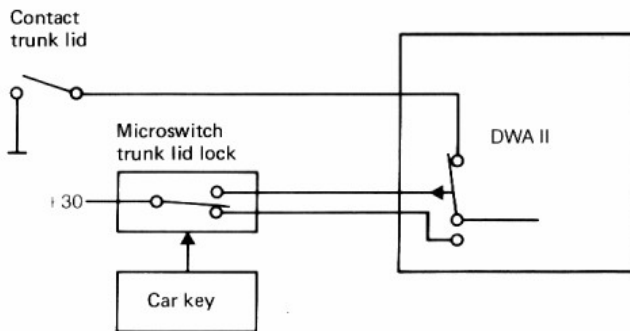 Contact
trunk lid
Microswitch
trunk lid lock
DWA II
30
Car key